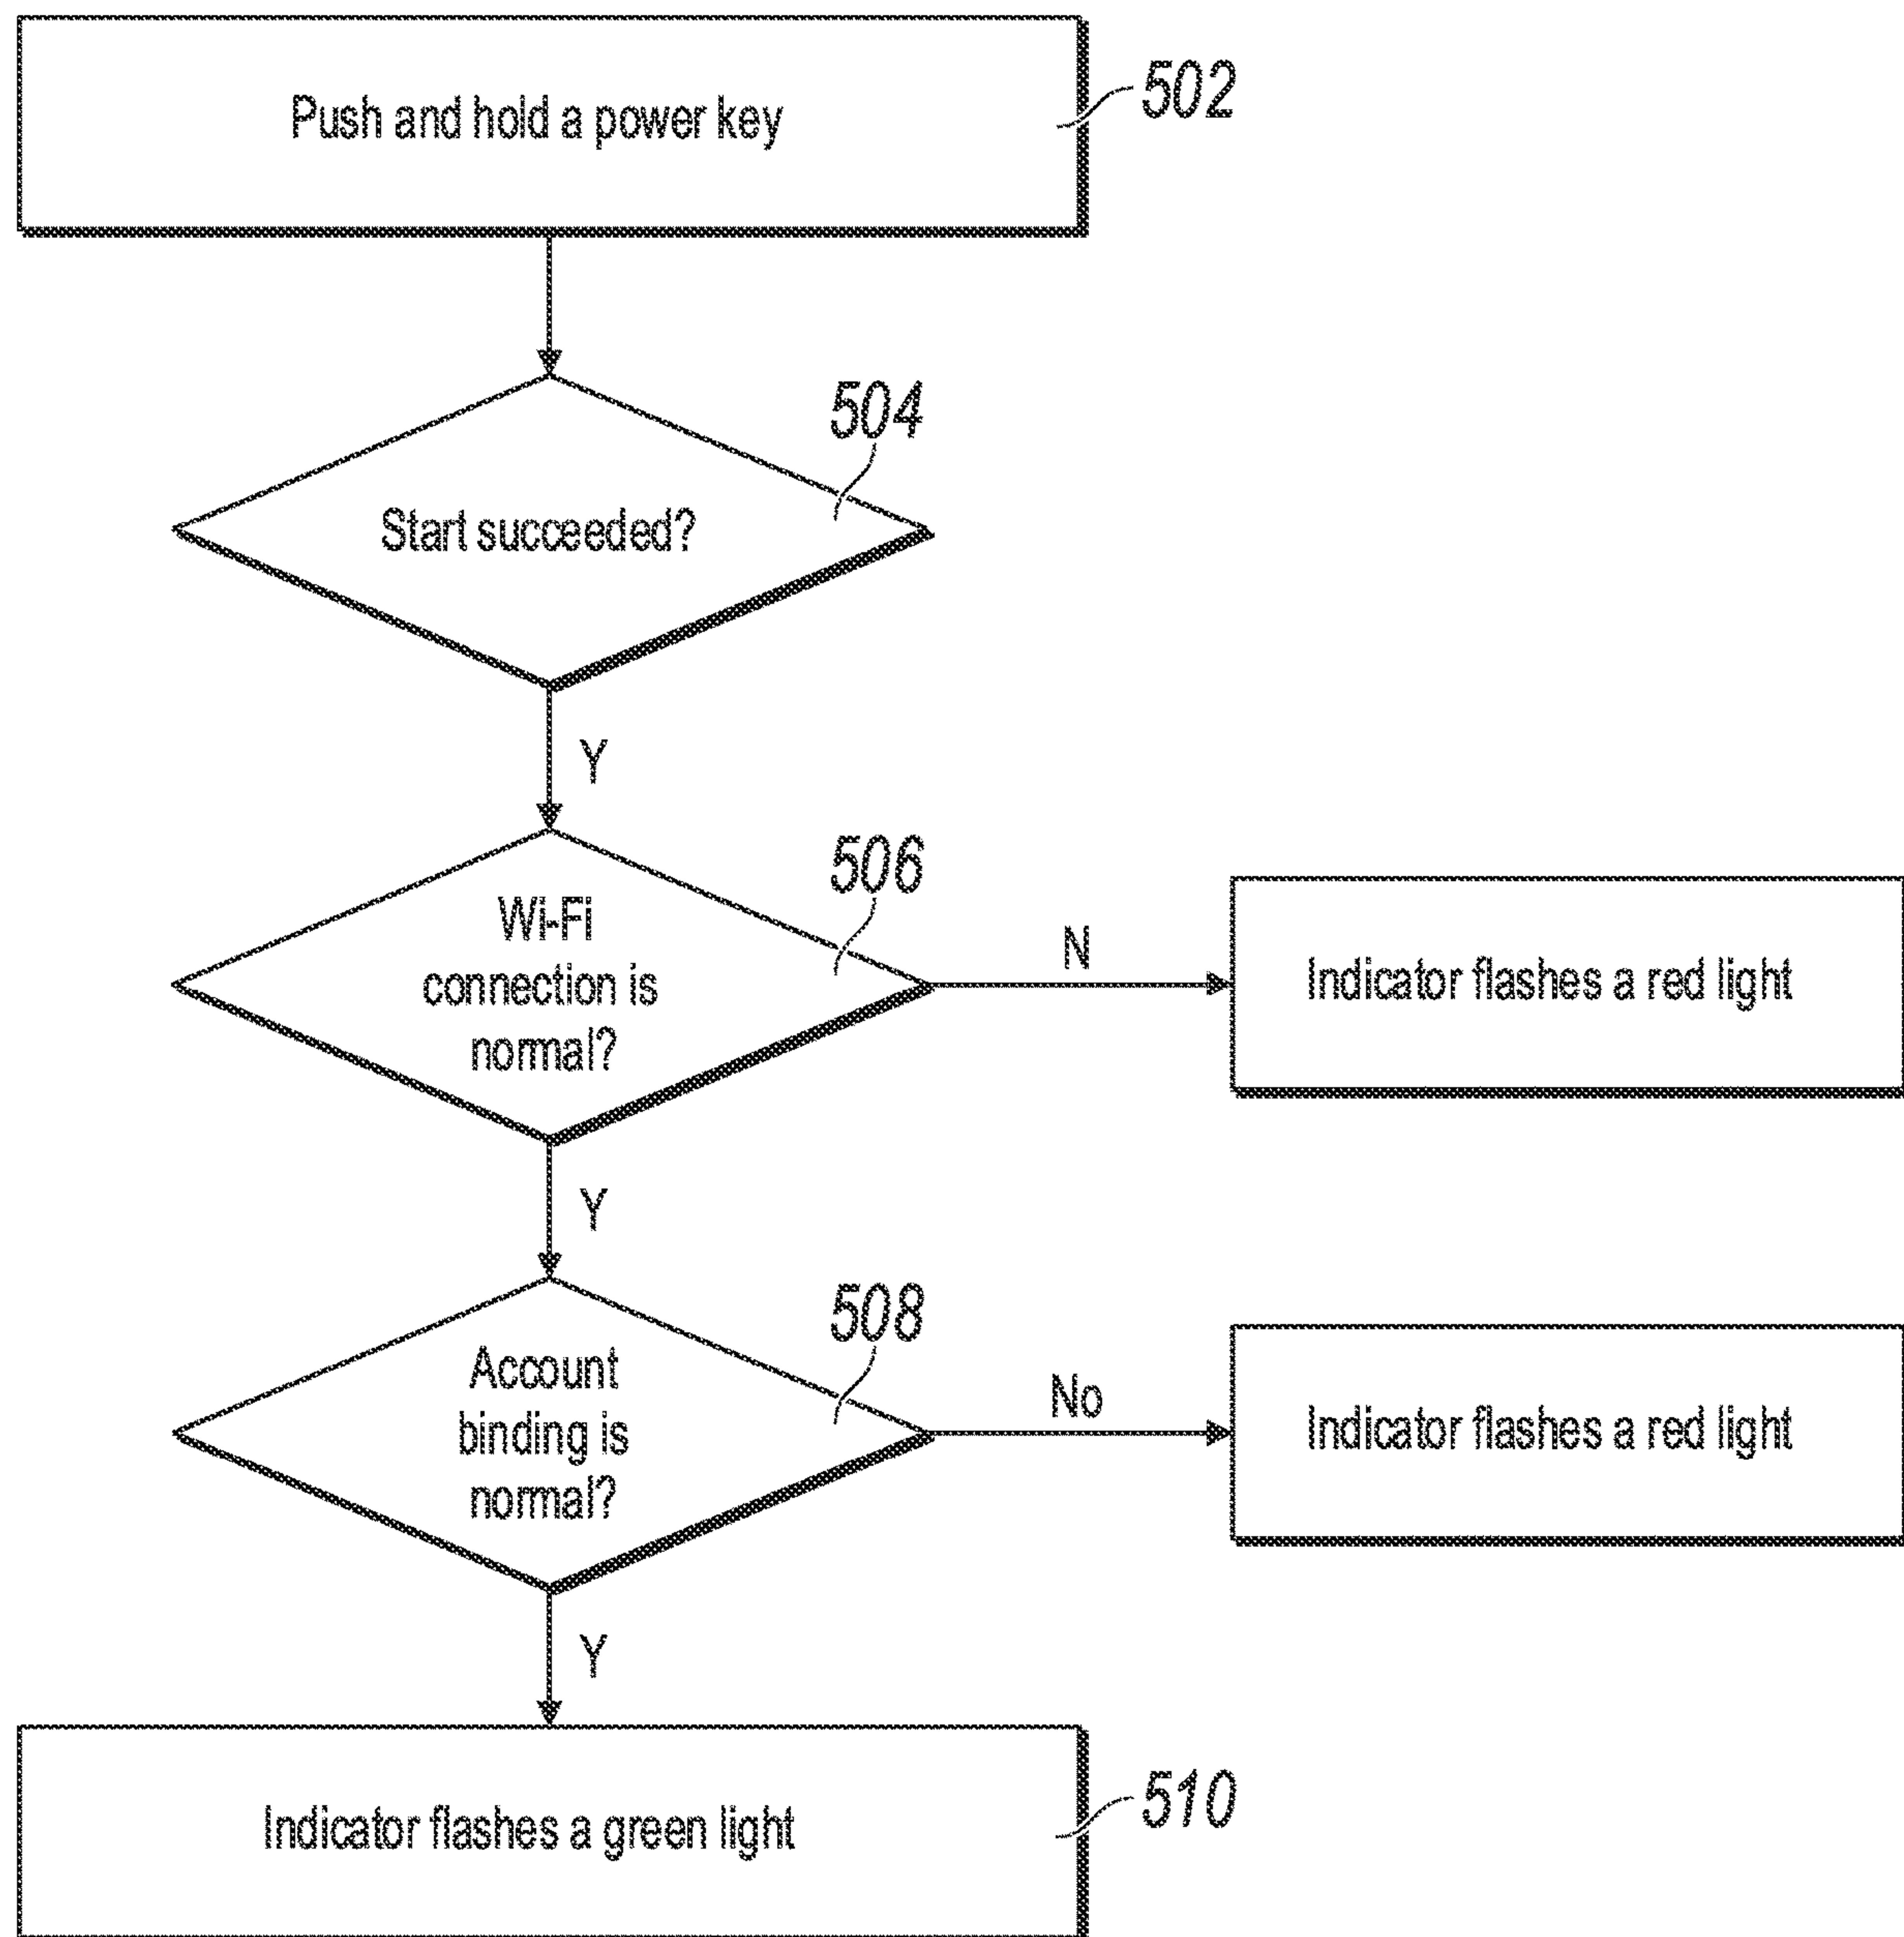 Push and hold a power key
502
504
Start succeeded?
Y
506
Wi-Fi
connection is
normal?
N
Indicator flashes a red light
Y
508
Account
binding is
normal?
No
Indicator flashes a red light
Y
Indicator flashes a green light
510